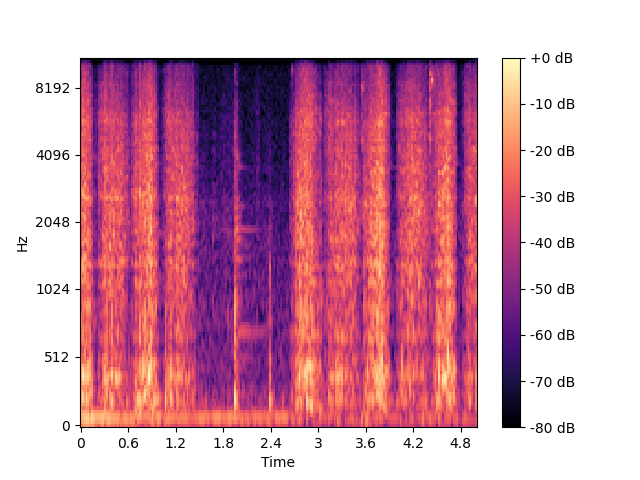 8192
4096
2048
1024
512
0
Hz
0 0.6 1.2 1.8 2.4 3 3.6 4.2 4.8
Time
+0 dB
-10 dB
-20 dB
-30 dB
-40 dB
-50 dB
-60 dB
-70 dB
-80 dB